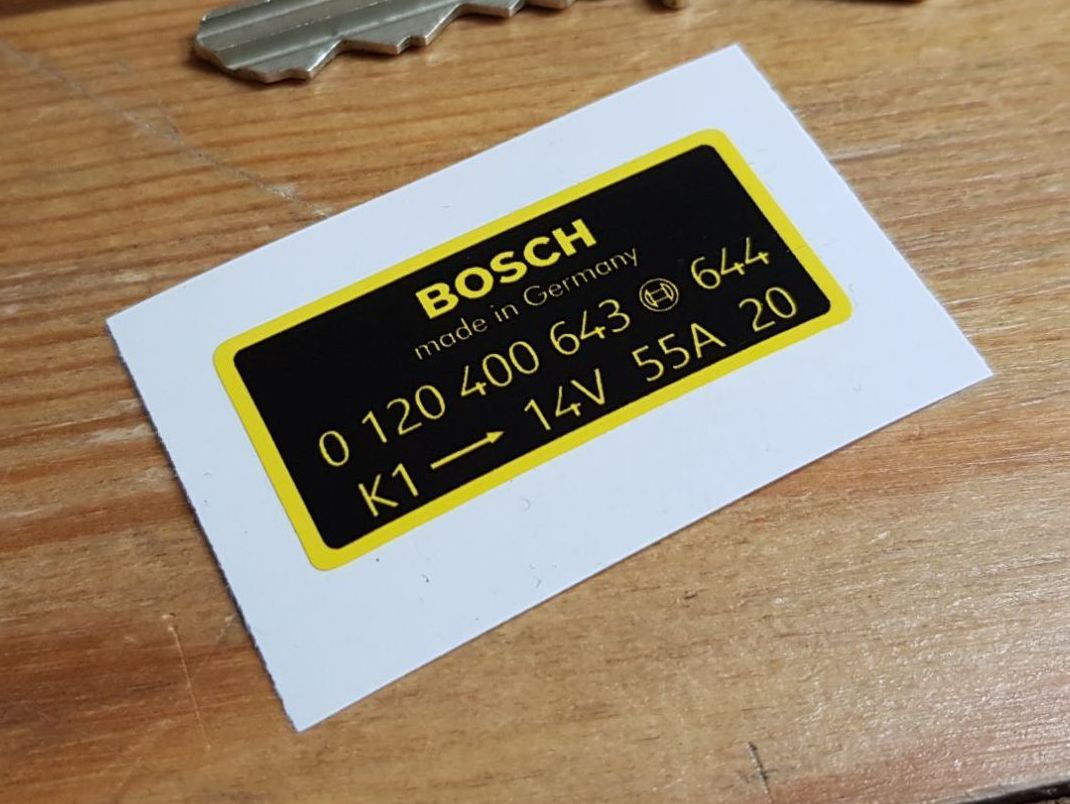 BOSCH
made in Germany
0 120 400 643 644
K1 → 14V 55A 20